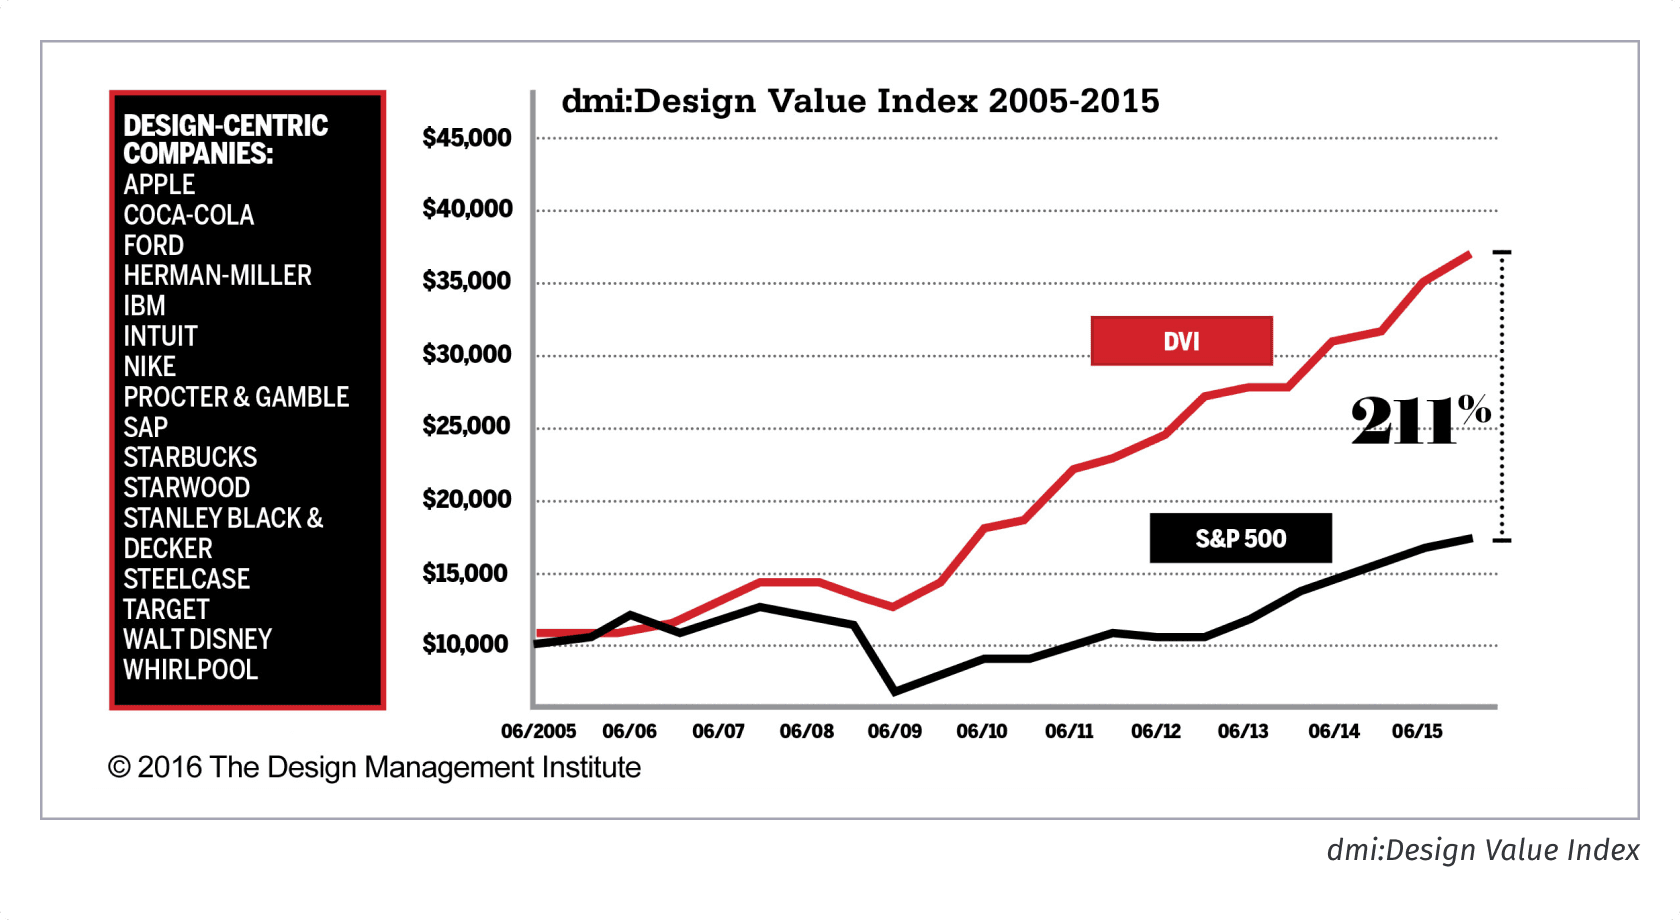 DESIGN-CENTRIC
COMPANIES:
APPLE
COCA-COLA
FORD
HERMAN-MILLER
IBM
INTUIT
NIKE
PROCTER & GAMBLE
SAP
STARBUCKS
STARWOOD
STANLEY BLACK &
DECKER
STEELCASE
TARGET
WALT DISNEY
WHIRLPOOL
dmi:Design Value Index 2005-2015
$45,000
$40,000
$35,000
$30,000
$25,000
$20,000
$15,000
$10,000
DVI
211%
S&P 500
06/2005 06/06 06/07 06/08 06/09 06/10 06/11 06/12 06/13 06/14 06/15
© 2016 The Design Management Institute
dmi:Design Value Index